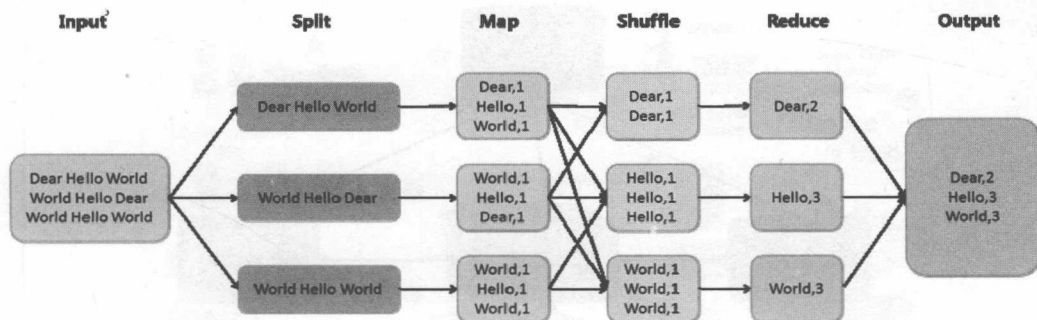 Input
Split
Map
Shuffle
Reduce
Output
Dear Hello World
World Hello Dear
World Hello World
Dear Hello World
World Hello Dear
World Hello World
Dear,1
Hello,1
World,1
World,1
Hello,1
Dear,1
World,1
Hello,1
World,1
Dear,1
Dear,1
Hello,1
Hello,1
Hello,1
World,1
World,1
World,1
Dear,2
Hello,3
World,3
Dear,2
Hello,3
World,3